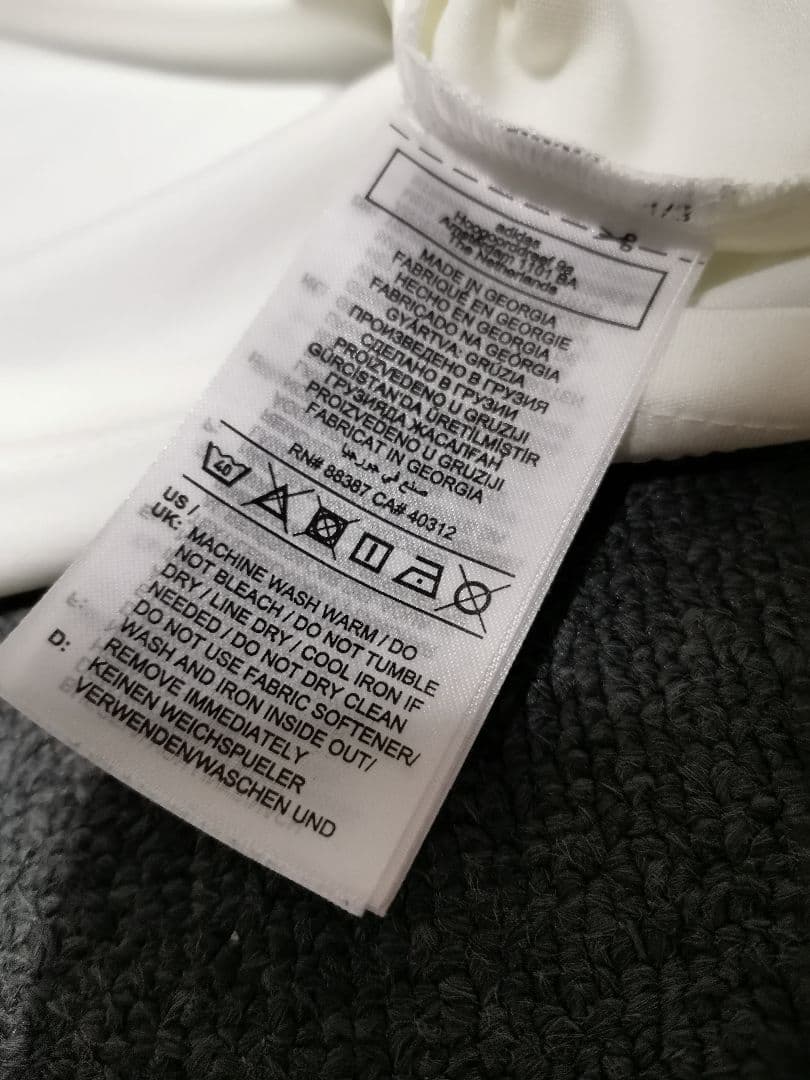 1/3
adidas
Hoogoorddreef 9a
Amsterdam 1101 BA
The Netherlands
MADE IN GEORGIA
FABRIQUÉ EN GEORGIE
HECHO EN GEORGIA
FABRICADO NA GEÓRGIA
GYÁRTVA: GRÚZIA
ПРОИЗВЕДЕНО В ГРУЗИЯ
СДЕЛАНО В ГРУЗИИ
PROIZVEDENO U GRUZIJI
GÜRCİSTAN'DA ÜRETİLMİŞTİR
ГРУЗИЯДА ЖАСАЛҒАН
PROIZVEDENO U GRUZIJI
FABRICAT IN GEORGIA
صنع في جورجيا
RN# 88387 CA# 40312
40
US /
UK: MACHINE WASH WARM / DO
NOT BLEACH / DO NOT TUMBLE
DRY / LINE DRY / COOL IRON IF
NEEDED / DO NOT DRY CLEAN
DO NOT USE FABRIC SOFTENER/
WASH AND IRON INSIDE OUT/
REMOVE IMMEDIATELY
D: KEINEN WEICHSPUELER
VERWENDEN/WASCHEN UND